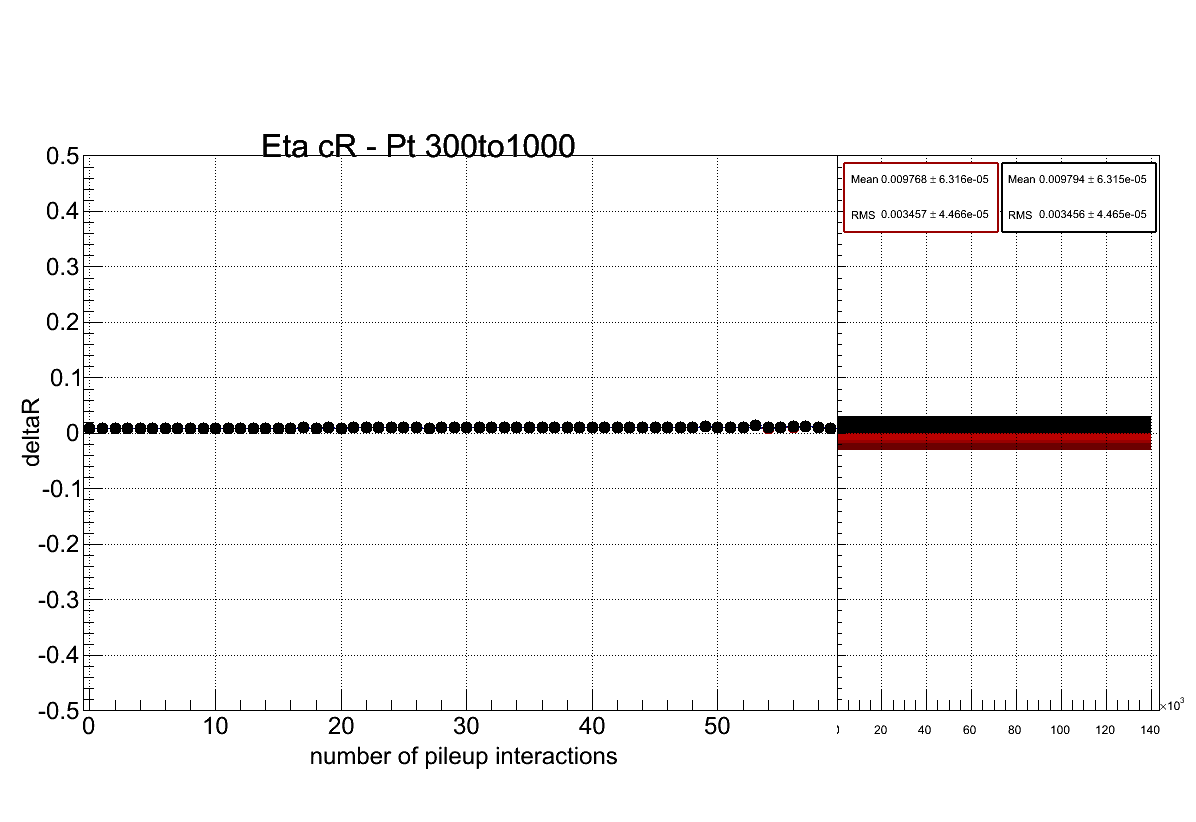 Eta cR - Pt 300to1000
0.5
0.4
0.3
0.2
0.1
0
-0.1
-0.2
-0.3
-0.4
-0.5
deltaR
0 10 20 30 40 50
number of pileup interactions
Mean 0.009768 ± 6.316e-05
RMS 0.003457 ± 4.466e-05
Mean 0.009794 ± 6.315e-05
RMS 0.003456 ± 4.465e-05
20 40 60 80 100 120 140
×10³